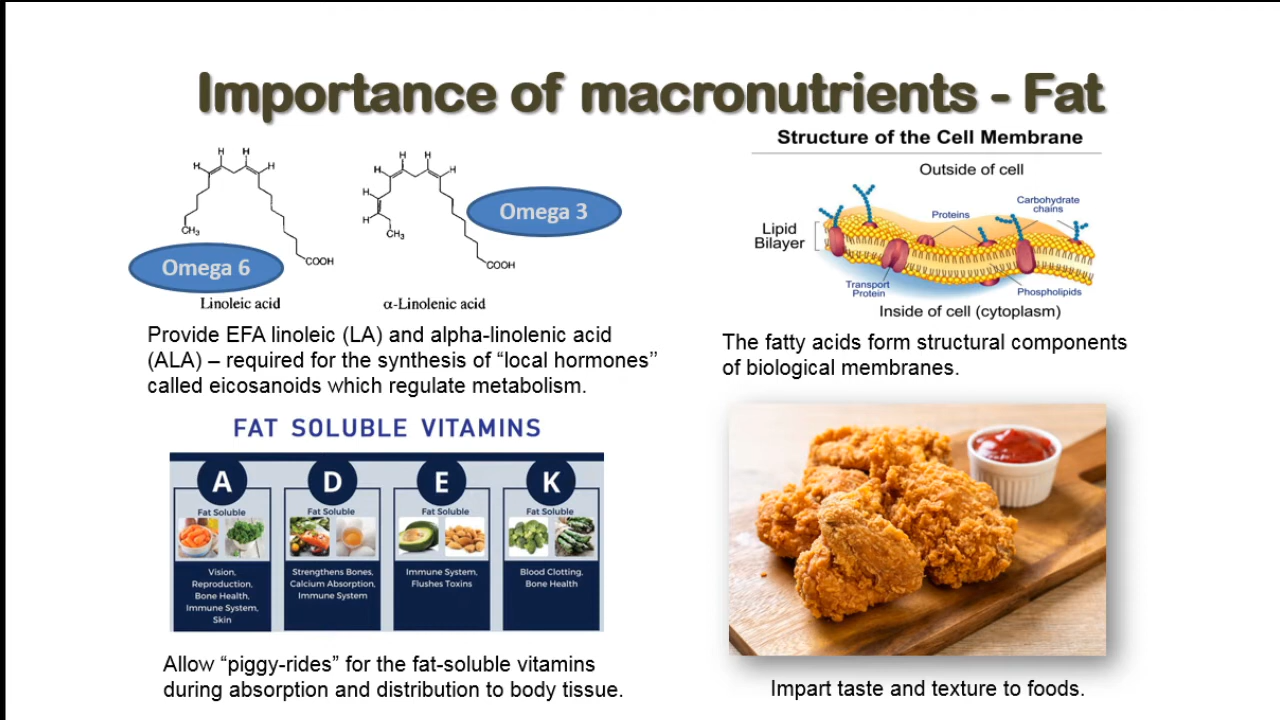 Importance of macronutrients - Fat
H
H
H
H
CH₃
COOH
Omega 6
Linoleic acid
H
H
H
H
H
H
CH₃
COOH
Omega 3
α-Linolenic acid
Provide EFA linoleic (LA) and alpha-linolenic acid
(ALA) – required for the synthesis of “local hormones”
called eicosanoids which regulate metabolism.
Structure of the Cell Membrane
Outside of cell
Lipid
Bilayer
Proteins
Carbohydrate
chains
Transport
Protein
Phospholipids
Inside of cell (cytoplasm)
The fatty acids form structural components
of biological membranes.
FAT SOLUBLE VITAMINS
A
Fat Soluble
Vision,
Reproduction,
Bone Health,
Immune System,
Skin
D
Fat Soluble
Strengthens Bones,
Calcium Absorption,
Immune System
E
Fat Soluble
Immune System,
Flushes Toxins
K
Fat Soluble
Blood Clotting,
Bone Health
Allow “piggy-rides” for the fat-soluble vitamins
during absorption and distribution to body tissue.
Impart taste and texture to foods.